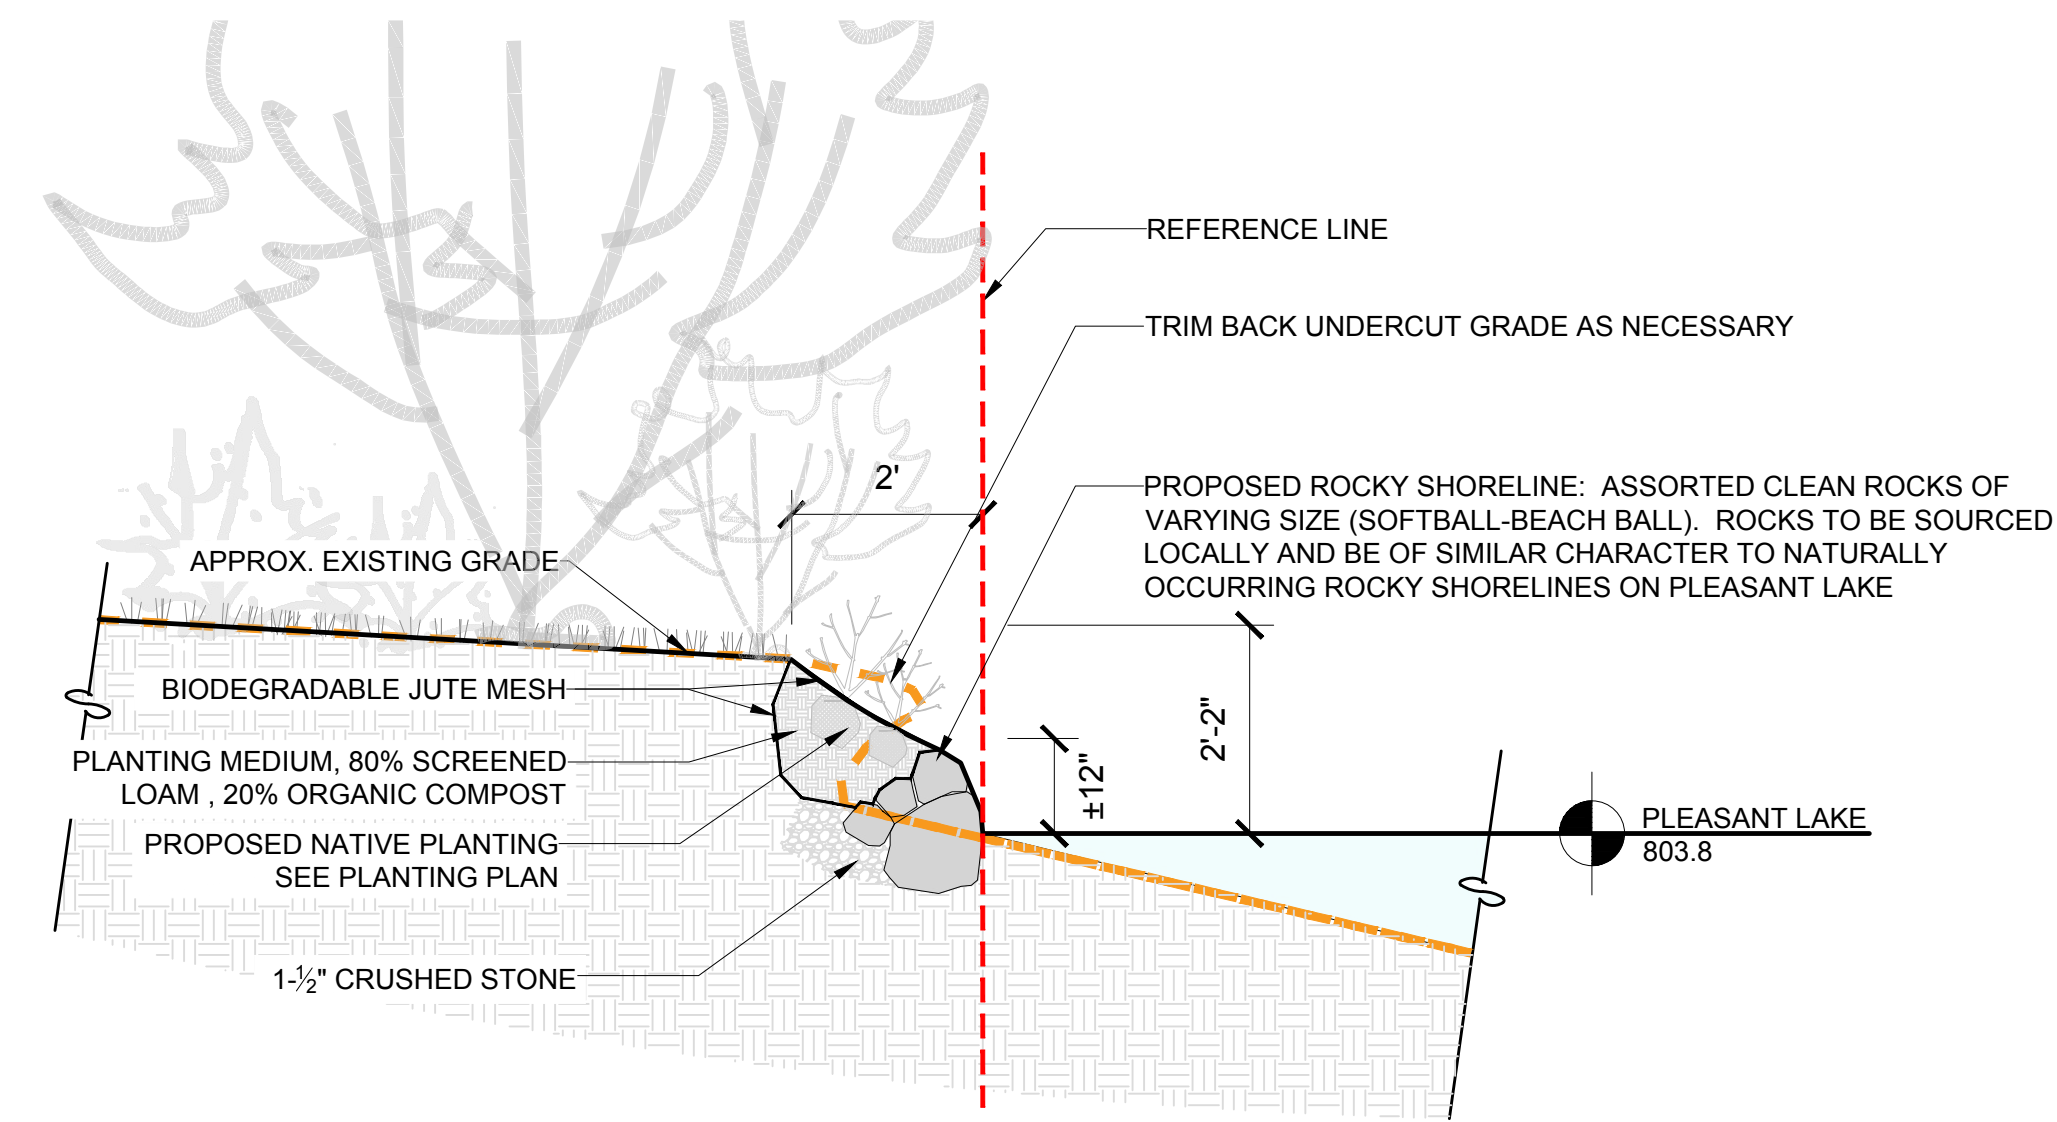 REFERENCE LINE
TRIM BACK UNDERCUT GRADE AS NECESSARY
2'
PROPOSED ROCKY SHORELINE: ASSORTED CLEAN ROCKS OF
VARYING SIZE (SOFTBALL-BEACH BALL). ROCKS TO BE SOURCED
LOCALLY AND BE OF SIMILAR CHARACTER TO NATURALLY
OCCURRING ROCKY SHORELINES ON PLEASANT LAKE
APPROX. EXISTING GRADE
BIODEGRADABLE JUTE MESH
PLANTING MEDIUM, 80% SCREENED
LOAM , 20% ORGANIC COMPOST
PROPOSED NATIVE PLANTING
SEE PLANTING PLAN
1-½" CRUSHED STONE
±12"
2'-2"
PLEASANT LAKE
803.8